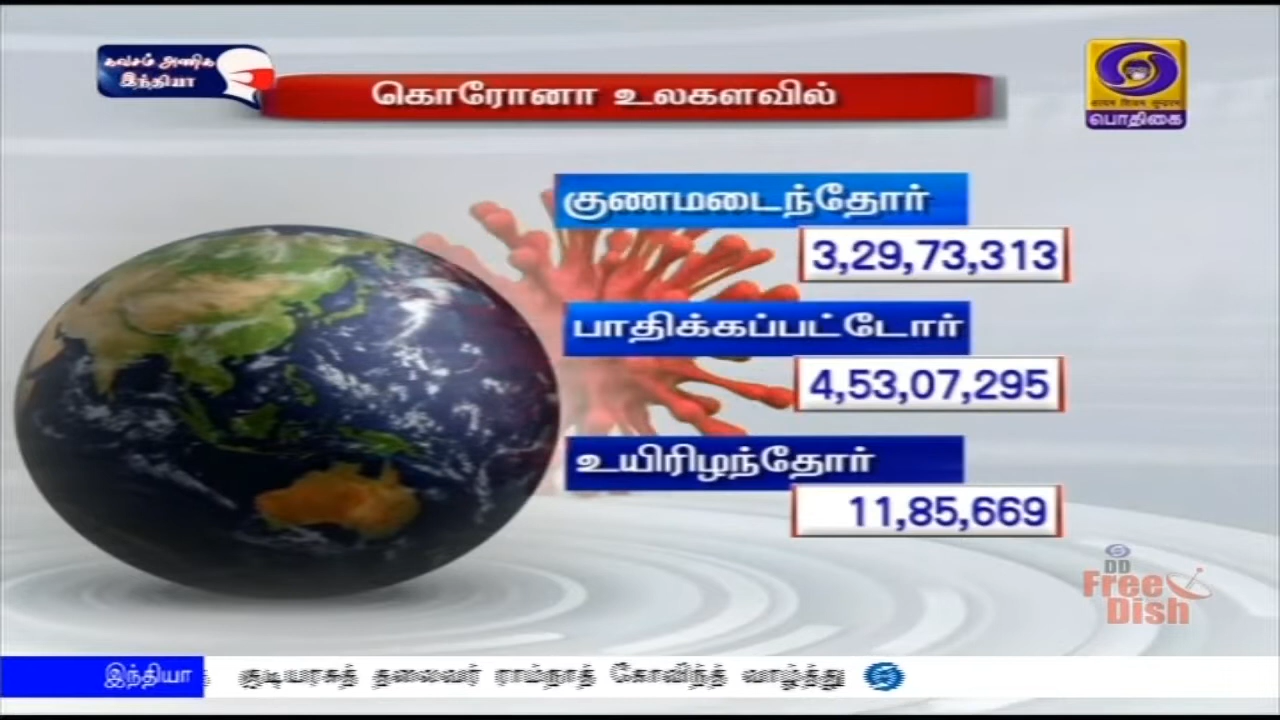 கவசம் அணிக
இந்தியா
கொரோனா உலகளவில்
பொதிகை
குணமடைந்தோர்
3,29,73,313
பாதிக்கப்பட்டோர்
4,53,07,295
உயிரிழந்தோர்
11,85,669
DD
Free
Dish
இந்தியா குடியரசுத் தலைவர் ராம்நாத் கோவிந்த் வாழ்த்து